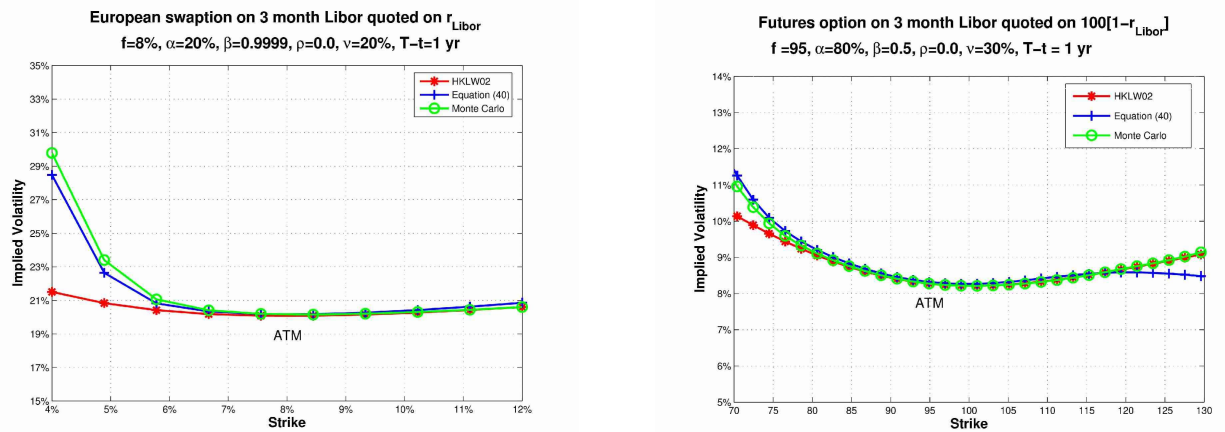 European swaption on 3 month Libor quoted on r_Libor
f=8%, α=20%, β=0.9999, ρ=0.0, ν=20%, T−t=1 yr
35%
33%
31%
29%
27%
25%
23%
21%
19%
17%
15%
Implied Volatility
HKLW02
Equation (40)
Monte Carlo
ATM
4% 5% 6% 7% 8% 9% 10% 11% 12%
Strike
Futures option on 3 month Libor quoted on 100[1−r_Libor]
f =95, α=80%, β=0.5, ρ=0.0, ν=30%, T−t = 1 yr
14%
13%
12%
11%
10%
9%
8%
7%
6%
5%
Implied Volatility
HKLW02
Equation (40)
Monte Carlo
ATM
70 75 80 85 90 95 100 105 110 115 120 125 130
Strike